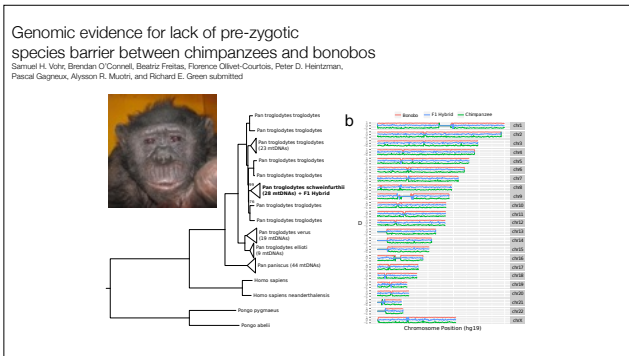 Genomic evidence for lack of pre-zygotic
species barrier between chimpanzees and bonobos
Samuel H. Vohr, Brendan O'Connell, Beatriz Freitas, Florence Ollivet-Courtois, Peter D. Heintzman,
Pascal Gagneux, Alysson R. Muotri, and Richard E. Green submitted
Pan troglodytes troglodytes
Pan troglodytes troglodytes
Pan troglodytes troglodytes
(23 mtDNAs)
Pan troglodytes troglodytes
Pan troglodytes troglodytes
Pan troglodytes schweinfurthii
(28 mtDNAs) + F1 Hybrid
Pan troglodytes troglodytes
Pan troglodytes troglodytes
Pan troglodytes verus
(19 mtDNAs)
Pan troglodytes ellioti
(9 mtDNAs)
Pan paniscus (44 mtDNAs)
Homo sapiens
Homo sapiens neanderthalensis
Pongo pygmaeus
Pongo abelii
b
Bonobo F1 Hybrid Chimpanzee
chr1
chr2
chr3
chr4
chr5
chr6
chr7
chr8
chr9
chr10
chr11
chr12
chr13
chr14
chr15
chr16
chr17
chr18
chr19
chr20
chr21
chr22
chrX
D
Chromosome Position (hg19)